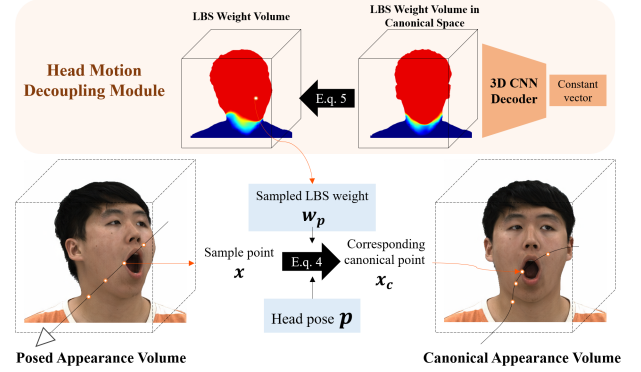 LBS Weight Volume
LBS Weight Volume in
Canonical Space
Head Motion
Decoupling Module
E.q. 5
3D CNN
Decoder
Constant
vector
Sampled LBS weight
w_p
Sample point
x
E.q. 4
Corresponding
canonical point
x_c
Head pose p
Posed Appearance Volume
Canonical Appearance Volume